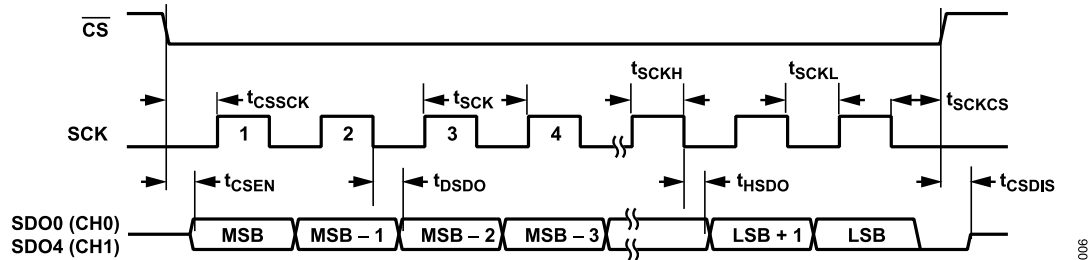 CS
tSCKH
tSCKL
tCSSCK
tSCK
tSCKCS
SCK
1
2
3
4
tCSEN
tDSDO
tHSDO
tCSDIS
SDO0 (CH0)
SDO4 (CH1)
MSB
MSB – 1
MSB – 2
MSB – 3
LSB + 1
LSB
006